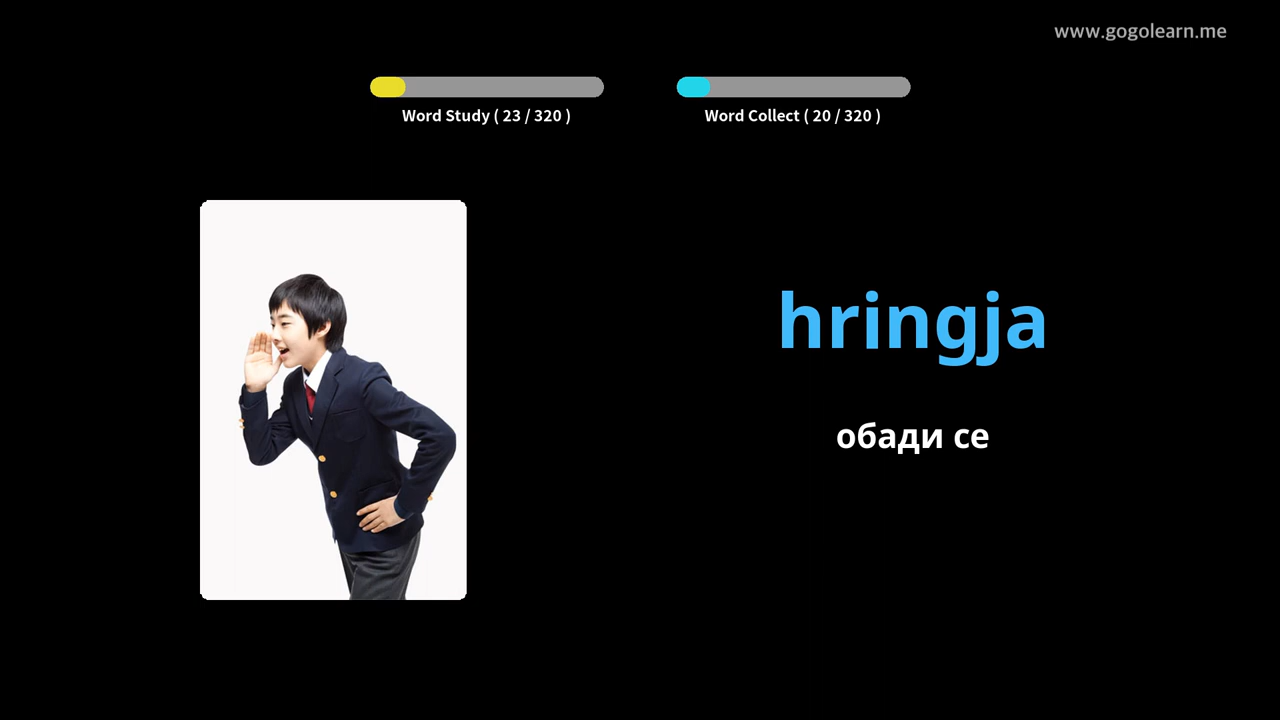 www.gogolearn.me
Word Study ( 23 / 320 )
Word Collect ( 20 / 320 )
hringja
обади се